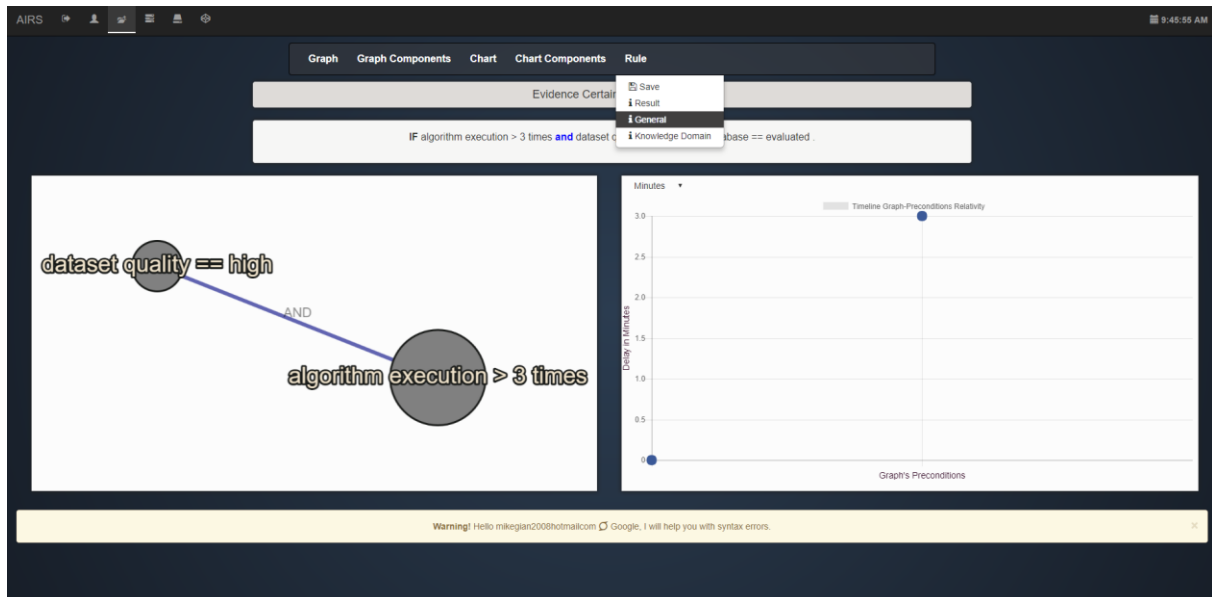 AIRS
9:45:55 AM
Graph Graph Components Chart Chart Components Rule
Save
Result
General
Knowledge Domain
Evidence
IF algorithm execution > 3 times and dataset == evaluated .
dataset quality == high
AND
algorithm execution > 3 times
Minutes
Timeline Graph-Preconditions Relativity
3.0
2.5
2.0
1.5
1.0
0.5
0
Delay in Minutes
Graph's Preconditions
Warning! Hello mikegian2008hotmailcom Google, I will help you with syntax errors.
×